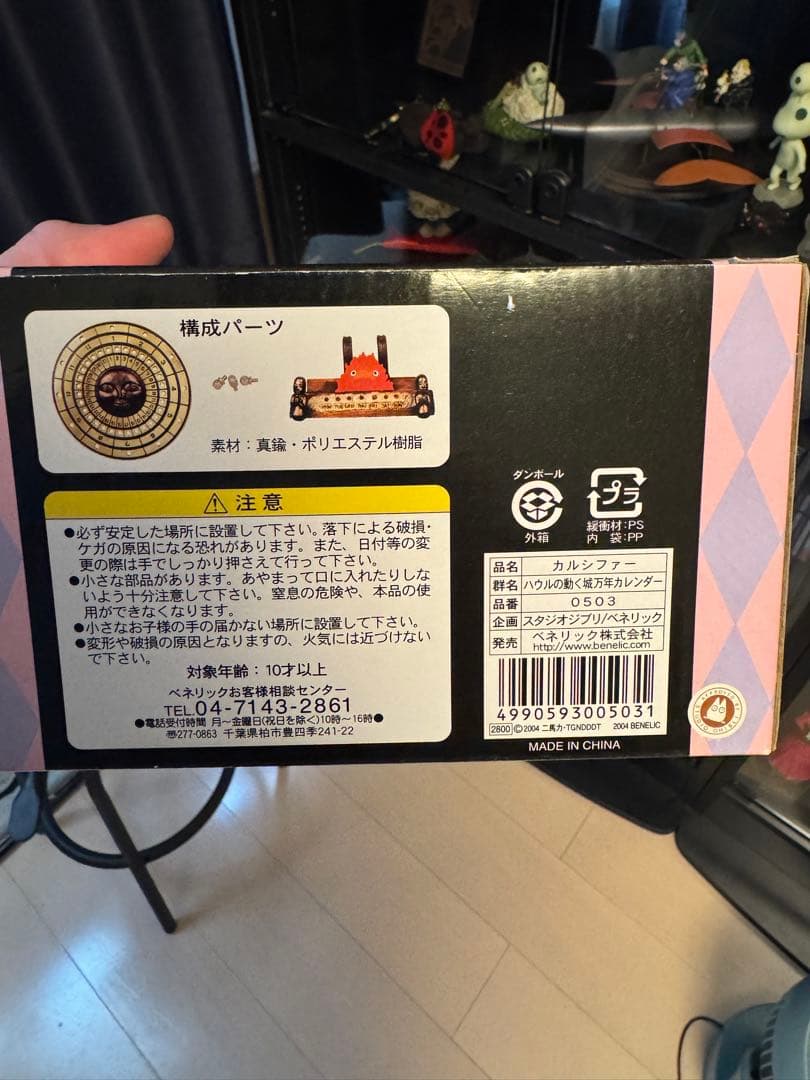 構成パーツ
素材：真鍮・ポリエステル樹脂
注意
●必ず安定した場所に設置して下さい。落下による破損・
ケガの原因になる恐れがあります。また、日付等の変
更の際は手でしっかり押さえて行って下さい。
●小さな部品があります。あやまって口に入れたりしな
いよう十分注意して下さい。窒息の危険や、本品の使
用ができなくなります。
●小さなお子様の手の届かない場所に設置して下さい。
●変形や破損の原因となりますの、火気には近づけない
で下さい。
対象年齢：10才以上
ベネリックお客様相談センター
TEL.04-7143-2861
●電話受付時間 月～金曜日(祝日を除く)10時～16時●
〠277-0863 千葉県柏市豊四季241-22
ダンボール
外箱
プラ
緩衝材：PS
内 袋：PP
品名 カルシファー
群名 ハウルの動く城万年カレンダー
品番 0503
企画 スタジオジブリ/ベネリック
発売 ベネリック株式会社
http://www.benelic.com/
4990593005031
2800 ©2004 二馬力・TGNDDDT 2004 BENELIC
MADE IN CHINA